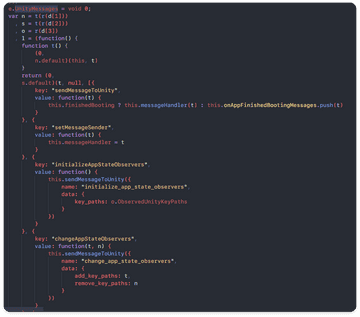 e.UnityMessages = void 0;
var n = t(r(d[1]))
, s = t(r(d[2]))
, o = r(d[3])
, l = (function() {
function t() {
(0,
n.default)(this, t)
}
return (0,
s.default)(t, null, [{
key: "sendMessageToUnity",
value: function(t) {
this.finishedBooting ? this.messageHandler(t) : this.onAppFinishedBootingMessages.push(t)
}
}, {
key: "setMessageSender",
value: function(t) {
this.messageHandler = t
}
}, {
key: "initializeAppStateObservers",
value: function() {
this.sendMessageToUnity({
name: "initialize_app_state_observers",
data: {
key_paths: o.ObservedUnityKeyPaths
}
})
}
}, {
key: "changeAppStateObservers",
value: function(t, n) {
this.sendMessageToUnity({
name: "change_app_state_observers",
data: {
add_key_paths: t,
remove_key_paths: n
}
})
}